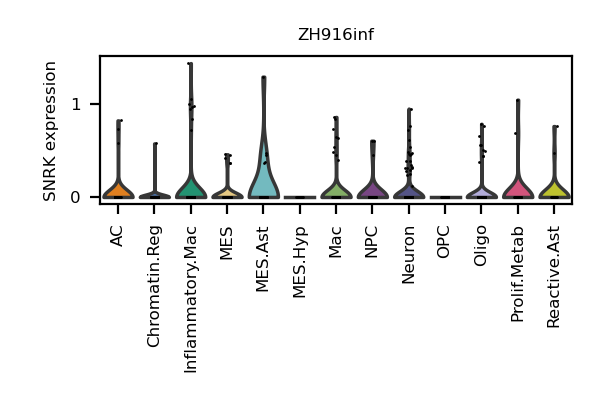 ZH916inf
SNRK expression
1
0
AC
Chromatin.Reg
Inflammatory.Mac
MES
MES.Ast
MES.Hyp
Mac
NPC
Neuron
OPC
Oligo
Prolif.Metab
Reactive.Ast